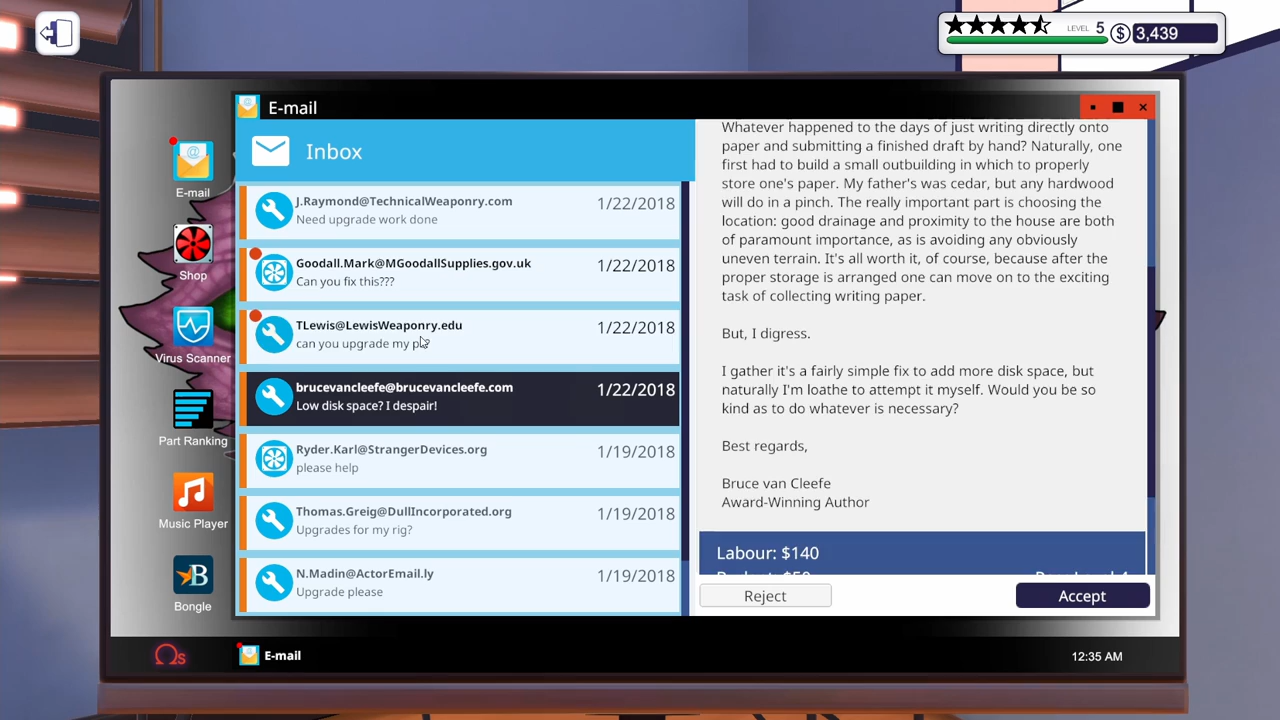 LEVEL 5
$ 3,439
E-mail
Inbox
J.Raymond@TechnicalWeaponry.com
Need upgrade work done
1/22/2018
Goodall.Mark@MGoodallSupplies.gov.uk
Can you fix this???
1/22/2018
TLewis@LewisWeaponry.edu
can you upgrade my
1/22/2018
brucevancleefe@brucevancleefe.com
Low disk space? I despair!
1/22/2018
Ryder.Karl@StrangerDevices.org
please help
1/19/2018
Thomas.Greig@DullIncorporated.org
Upgrades for my rig?
1/19/2018
N.Madin@ActorEmail.ly
Upgrade please
1/19/2018
Whatever happened to the days of just writing directly onto
paper and submitting a finished draft by hand? Naturally, one
first had to build a small outbuilding in which to properly
store one's paper. My father's was cedar, but any hardwood
will do in a pinch. The really important part is choosing the
location: good drainage and proximity to the house are both
of paramount importance, as is avoiding any obviously
uneven terrain. It's all worth it, of course, because after the
proper storage is arranged one can move on to the exciting
task of collecting writing paper.
But, I digress.
I gather it's a fairly simple fix to add more disk space, but
naturally I'm loathe to attempt it myself. Would you be so
kind as to do whatever is necessary?
Best regards,
Bruce van Cleefe
Award-Winning Author
Labour: $140
Reject
Accept
E-mail
Shop
Virus Scanner
Part Ranking
Music Player
B
Bongle
Ωs
E-mail
12:35 AM